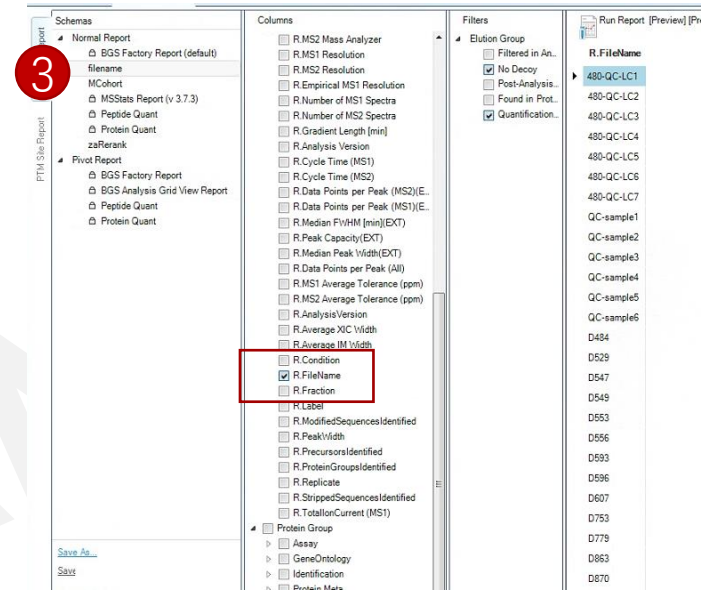 Schemas
Normal Report
BGS Factory Report (default)
filename
MCohort
MSStats Report (v 3.7.3)
Peptide Quant
Protein Quant
zaRerank
Pivot Report
BGS Factory Report
BGS Analysis Grid View Report
Peptide Quant
Protein Quant
Save As...
Save
3
PTM Site Report
Columns
R.MS2 Mass Analyzer
R.MS1 Resolution
R.MS2 Resolution
R.Empirical MS1 Resolution
R.Number of MS1 Spectra
R.Number of MS2 Spectra
R.Gradient Length [min]
R.Analysis Version
R.Cycle Time (MS1)
R.Cycle Time (MS2)
R.Data Points per Peak (MS2)(E..
R.Data Points per Peak (MS1)(E..
R.Median FWHM [min](EXT)
R.Peak Capacity(EXT)
R.Median Peak Width(EXT)
R.Data Points per Peak (All)
R.MS1 Average Tolerance (ppm)
R.MS2 Average Tolerance (ppm)
R.AnalysisVersion
R.Average XIC Width
R.Average IM Width
R.Condition
R.FileName
R.Fraction
R.Label
R.ModifiedSequencesIdentified
R.PeakWidth
R.PrecursorsIdentified
R.ProteinGroupsIdentified
R.Replicate
R.StrippedSequencesIdentified
R.TotalIonCurrent (MS1)
Protein Group
Assay
GeneOntology
Identification
Protein Meta
Filters
Elution Group
Filtered in An..
No Decoy
Post-Analysis..
Found in Prot..
Quantification..
Run Report [Preview]
R.FileName
480-QC-LC1
480-QC-LC2
480-QC-LC3
480-QC-LC4
480-QC-LC5
480-QC-LC6
480-QC-LC7
QC-sample1
QC-sample2
QC-sample3
QC-sample4
QC-sample5
QC-sample6
D484
D529
D547
D549
D553
D556
D593
D596
D607
D753
D779
D863
D870